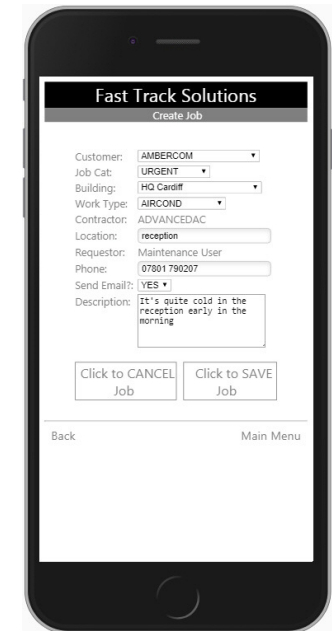 Fast Track Solutions
Create Job
Customer: AMBERCOM
Job Cat: URGENT
Building: HQ Cardiff
Work Type: AIRCOND
Contractor: ADVANCEDAC
Location: reception
Requestor: Maintenance User
Phone: 07801 790207
Send Email?: YES
Description: It's quite cold in the
reception early in the
morning
Click to CANCEL Click to SAVE
Job Job
Back Main Menu